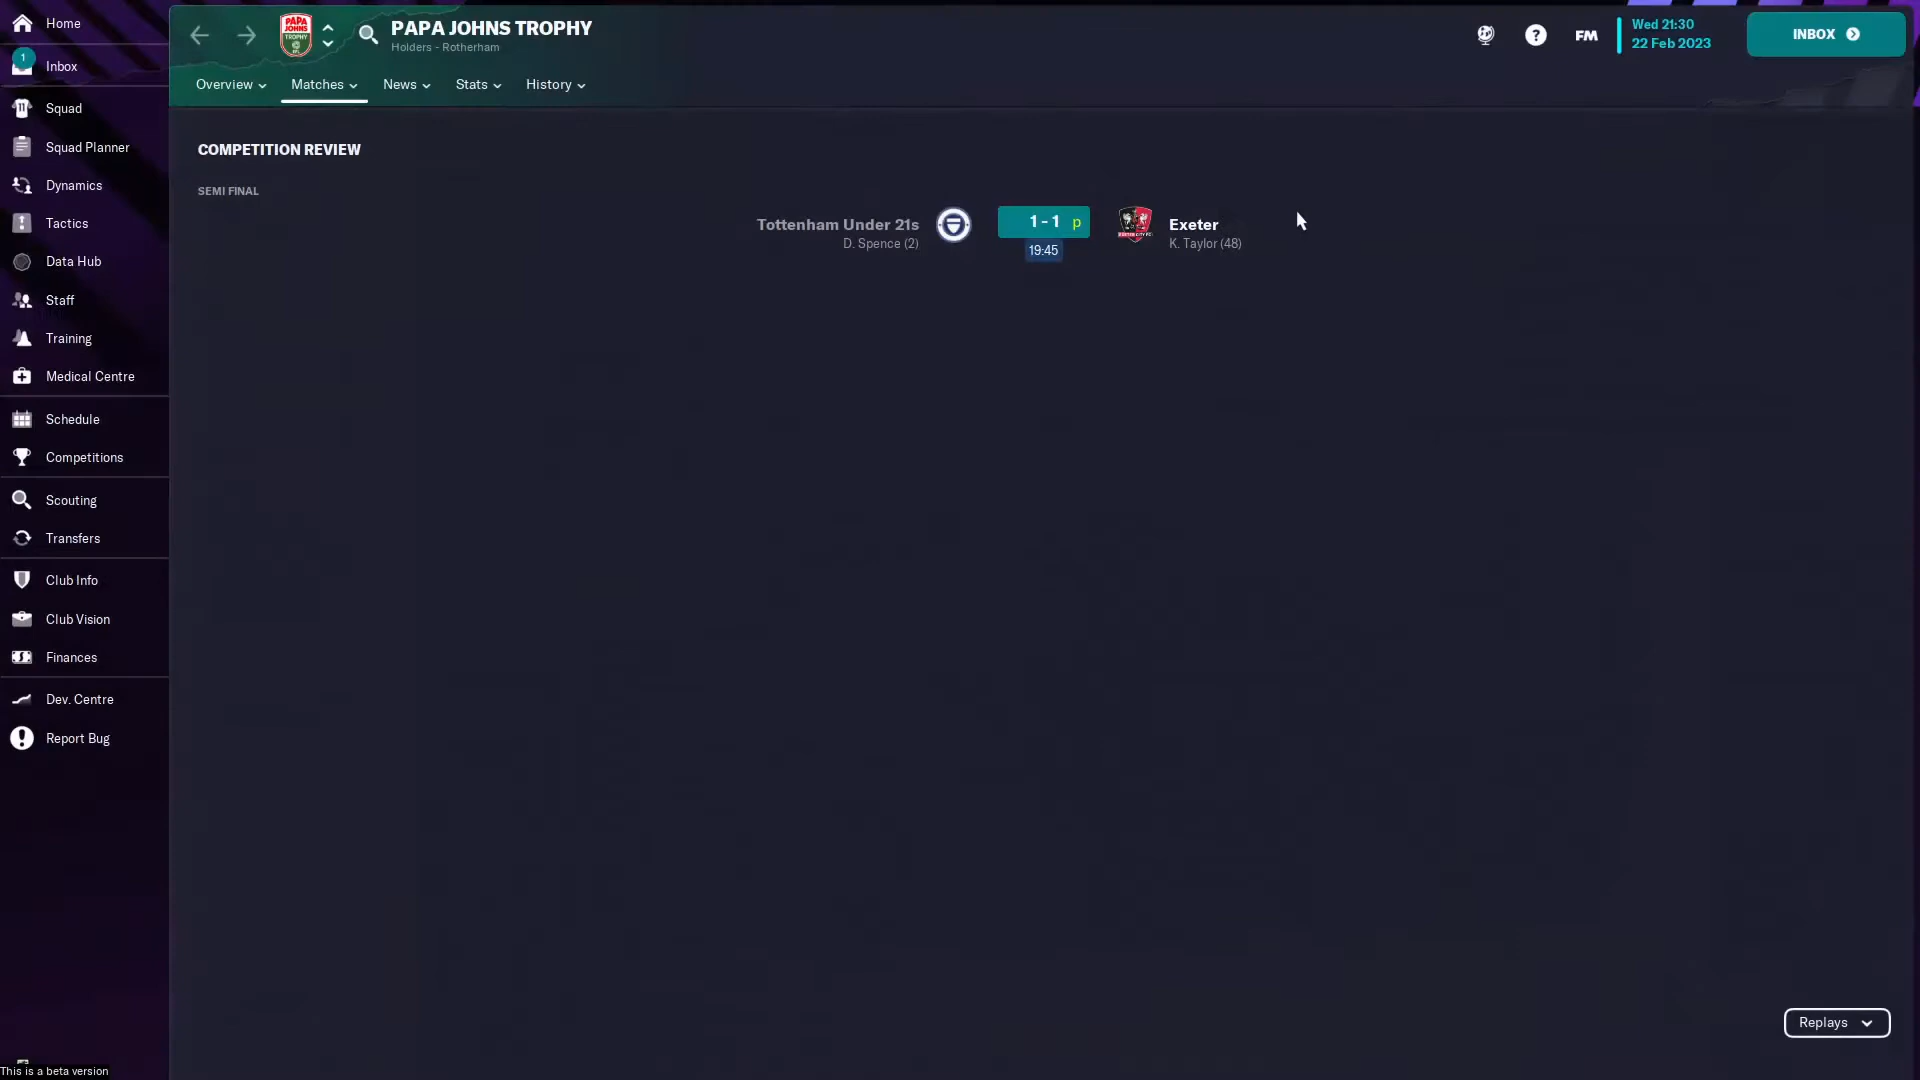 Home
1
Inbox
Squad
Squad Planner
Dynamics
Tactics
Data Hub
Staff
Training
Medical Centre
Schedule
Competitions
Scouting
Transfers
Club Info
Club Vision
Finances
Dev. Centre
Report Bug
This is a beta version
PAPA JOHNS TROPHY
PAPA JOHNS TROPHY
Holders - Rotherham
FM
Wed 21:30
22 Feb 2023
INBOX
Overview
Matches
News
Stats
History
COMPETITION REVIEW
SEMI FINAL
Tottenham Under 21s 1 - 1 p Exeter
D. Spence (2) 19:45 K. Taylor (48)
Replays